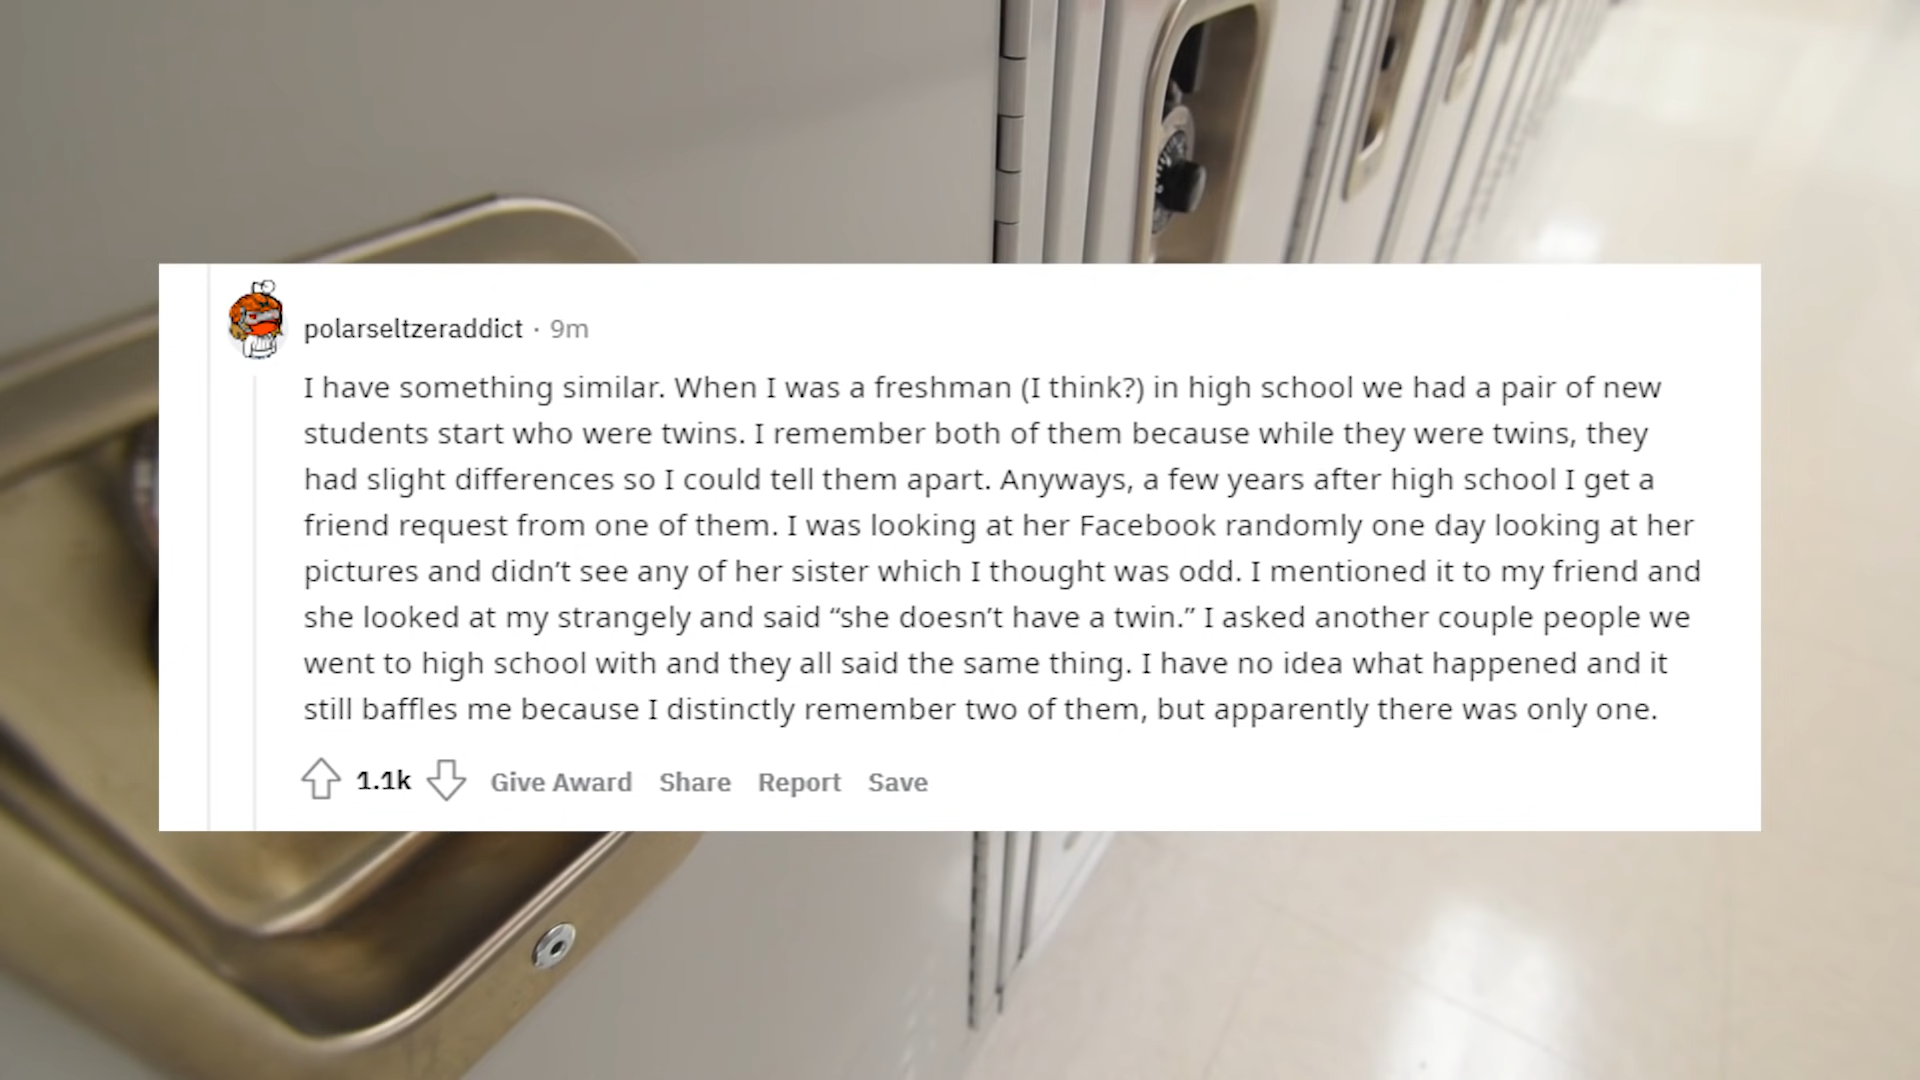 polarseltzeraddict · 9m
I have something similar. When I was a freshman (I think?) in high school we had a pair of new
students start who were twins. I remember both of them because while they were twins, they
had slight differences so I could tell them apart. Anyways, a few years after high school I get a
friend request from one of them. I was looking at her Facebook randomly one day looking at her
pictures and didn’t see any of her sister which I thought was odd. I mentioned it to my friend and
she looked at my strangely and said “she doesn’t have a twin.” I asked another couple people we
went to high school with and they all said the same thing. I have no idea what happened and it
still baffles me because I distinctly remember two of them, but apparently there was only one.
1.1k Give Award Share Report Save